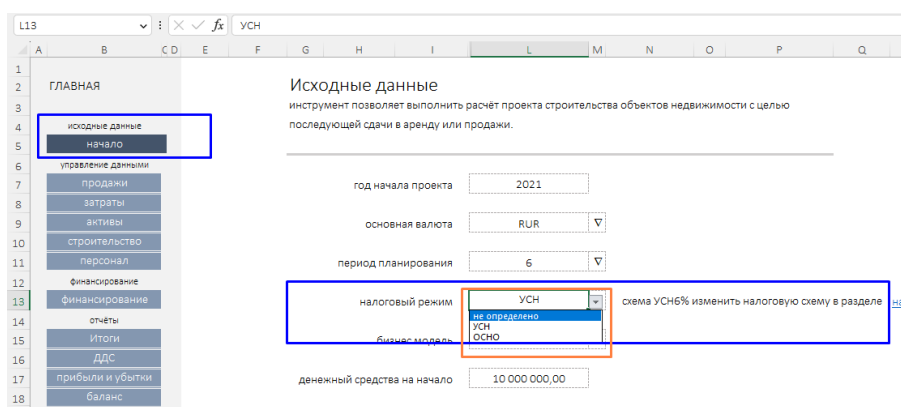 L13
fx
УСН
A B C D E F G H I L M N O P Q
1
2 ГЛАВНАЯ Исходные данные
3 инструмент позволяет выполнить расчёт проекта строительства объектов недвижимости с целью
4 исходные данные последующей сдачи в аренду или продажи.
5 начало
6 управление данными
7 продажи год начала проекта 2021
8 затраты
9 активы основная валюта RUR
10 строительство
11 персонал период планирования 6
12 финансирование
13 финансирование налоговый режим УСН схема УСН6% изменить налоговую схему в разделе
не определено
14 отчёты УСН
15 Итоги бизнес модель ОСНО
16 ДДС
17 прибыли и убытки денежный средства на начало 10 000 000,00
18 баланс